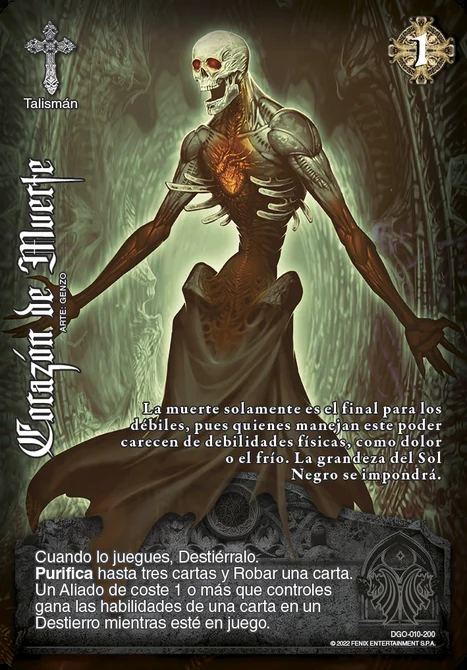 1
Talismán
Corazón de Muerte
ARTE: GENZO
La muerte solamente es el final para los
débiles, pues quienes manejan este poder
carecen de debilidades físicas, como dolor
o el frío. La grandeza del Sol
Negro se impondrá.
Cuando lo juegues, Destiérralo.
Purifica hasta tres cartas y Robar una carta.
Un Aliado de coste 1 o más que controles
gana las habilidades de una carta en un
Destierro mientras esté en juego.
DGO-010-200
© 2022 FENIX ENTERTAINMENT S.P.A.